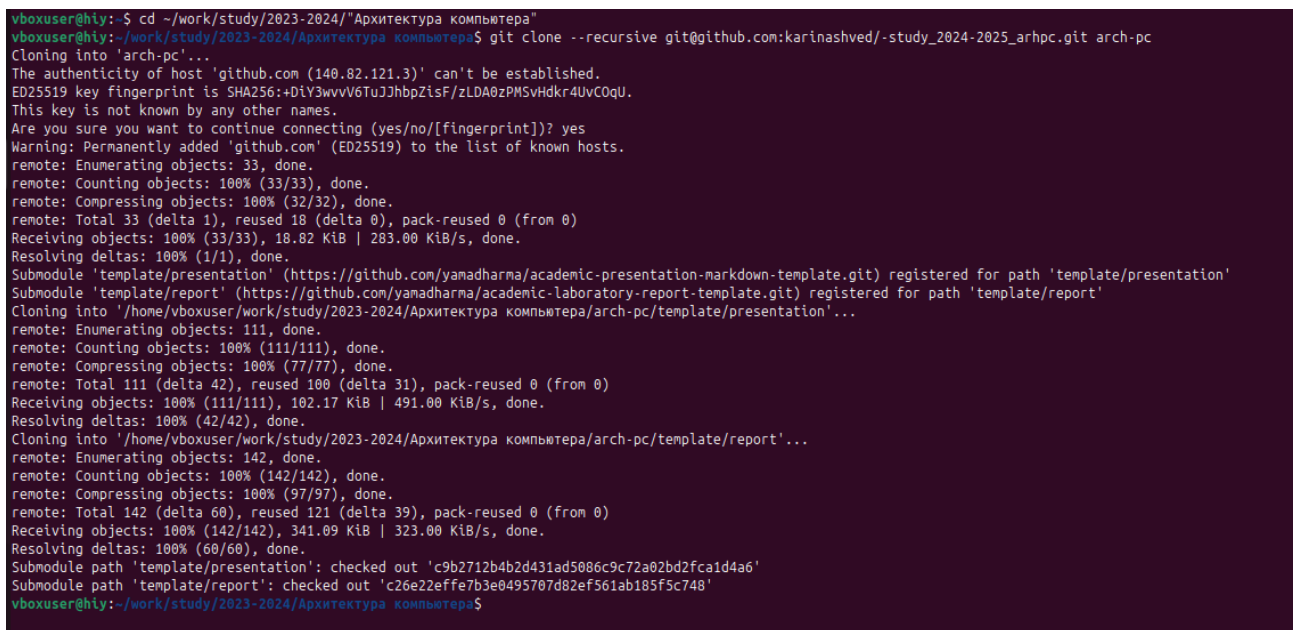 vboxuser@hiy:~$ cd ~/work/study/2023-2024/"Архитектура компьютера"
vboxuser@hiy:~/work/study/2023-2024/Архитектура компьютера$ git clone --recursive git@github.com:karinashved/-study_2024-2025_arhpc.git arch-pc
Cloning into 'arch-pc'...
The authenticity of host 'github.com (140.82.121.3)' can't be established.
ED25519 key fingerprint is SHA256:+DiY3wvvV6TuJJhbpZisF/zLDA0zPMSvHdkr4UvCOqU.
This key is not known by any other names.
Are you sure you want to continue connecting (yes/no/[fingerprint])? yes
Warning: Permanently added 'github.com' (ED25519) to the list of known hosts.
remote: Enumerating objects: 33, done.
remote: Counting objects: 100% (33/33), done.
remote: Compressing objects: 100% (32/32), done.
remote: Total 33 (delta 1), reused 18 (delta 0), pack-reused 0 (from 0)
Receiving objects: 100% (33/33), 18.82 KiB | 283.00 KiB/s, done.
Resolving deltas: 100% (1/1), done.
Submodule 'template/presentation' (https://github.com/yamadharma/academic-presentation-markdown-template.git) registered for path 'template/presentation'
Submodule 'template/report' (https://github.com/yamadharma/academic-laboratory-report-template.git) registered for path 'template/report'
Cloning into '/home/vboxuser/work/study/2023-2024/Архитектура компьютера/arch-pc/template/presentation'...
remote: Enumerating objects: 111, done.
remote: Counting objects: 100% (111/111), done.
remote: Compressing objects: 100% (77/77), done.
remote: Total 111 (delta 42), reused 100 (delta 31), pack-reused 0 (from 0)
Receiving objects: 100% (111/111), 102.17 KiB | 491.00 KiB/s, done.
Resolving deltas: 100% (42/42), done.
Cloning into '/home/vboxuser/work/study/2023-2024/Архитектура компьютера/arch-pc/template/report'...
remote: Enumerating objects: 142, done.
remote: Counting objects: 100% (142/142), done.
remote: Compressing objects: 100% (97/97), done.
remote: Total 142 (delta 60), reused 121 (delta 39), pack-reused 0 (from 0)
Receiving objects: 100% (142/142), 341.09 KiB | 323.00 KiB/s, done.
Resolving deltas: 100% (60/60), done.
Submodule path 'template/presentation': checked out 'c9b2712b4b2d431ad5086c9c72a02bd2fca1d4a6'
Submodule path 'template/report': checked out 'c26e22effe7b3e0495707d82ef561ab185f5c748'
vboxuser@hiy:~/work/study/2023-2024/Архитектура компьютера$